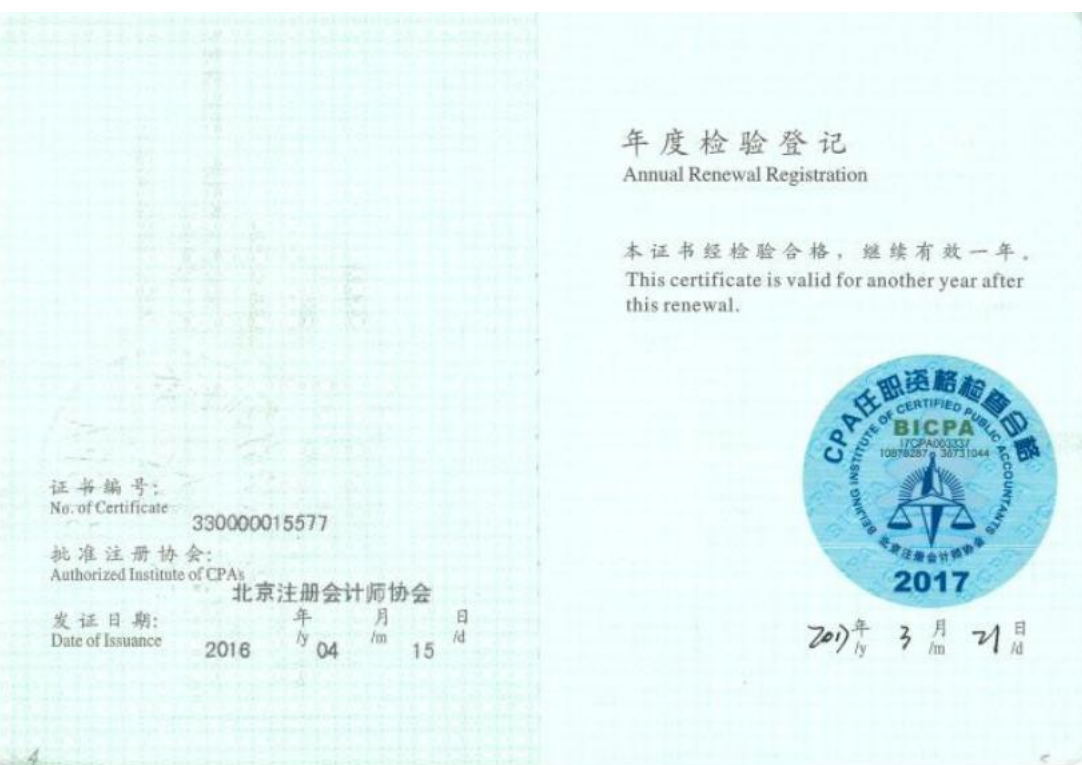 证书编号:
No. of Certificate
330000015577
批准注册协会:
Authorized Institute of CPAs
北京注册会计师协会
发证日期:
Date of Issuance
2016 年/y 04 月/m 15 日/d
4
年度检验登记
Annual Renewal Registration
本证书经检验合格，继续有效一年。
This certificate is valid for another year after
this renewal.
CPA任职资格检查合格
BEIJING INSTITUTE OF CERTIFIED PUBLIC ACCOUNTANTS
BICPA
17CPA003337
10878287 36731044
北京注册会计师协会
2017
2017年/y 3 月/m 21 日/d